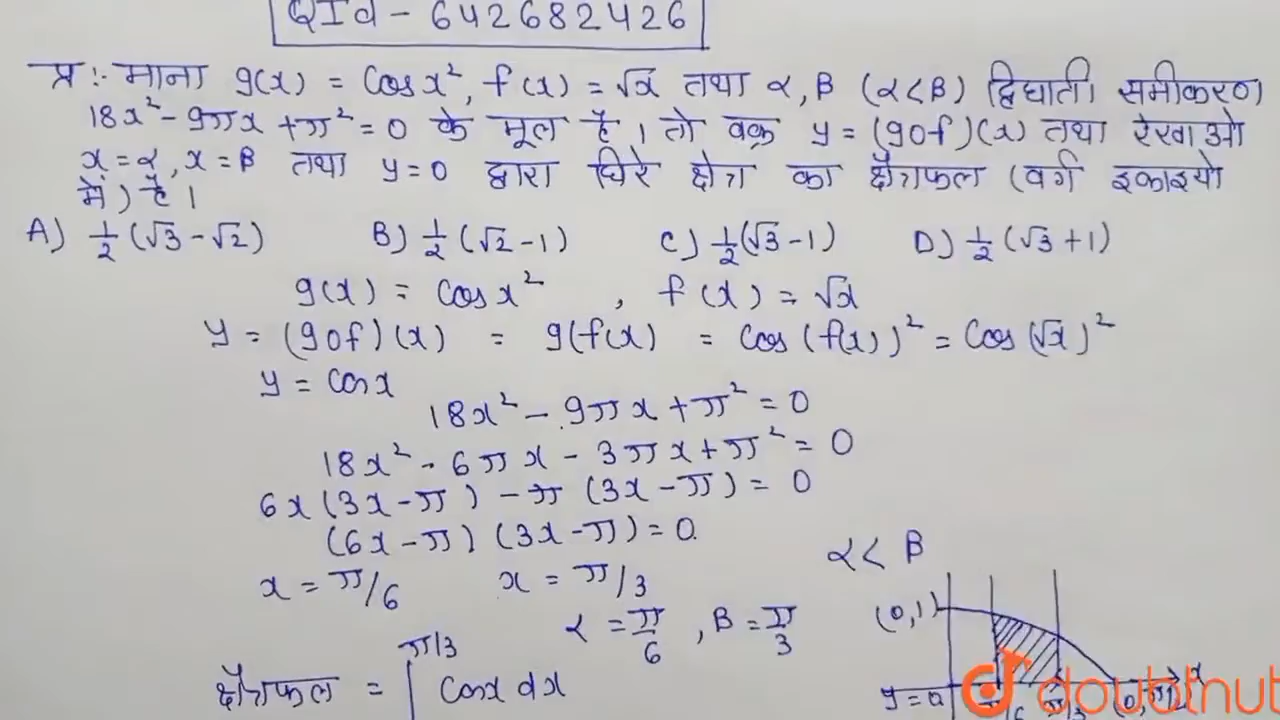 QId - 642682426
प्र:- माना g(x) = Cos x², f(x) = √x तथा α, β (α<β) द्विघाती समीकरण
18x² - 9πx + π² = 0 के मूल है। तो वक्र y = (gof)(x) तथा रेखाओ
x = α, x = β तथा y = 0 द्वारा घिरे क्षेत्र का क्षैत्रफल (वर्ग इकाइयो
में) है।
A) 1/2 (√3 - √2) B) 1/2 (√2 - 1) C) 1/2 (√3 - 1) D) 1/2 (√3 + 1)
g(x) = Cos x² , f(x) = √x
y = (gof)(x) = g(f(x) = Cos (f(x))² = Cos (√x)²
y = Cos x
18x² - 9πx + π² = 0
18x² - 6πx - 3πx + π² = 0
6x(3x-π) - π (3x-π) = 0
(6x-π) (3x-π) = 0
x = π/6 x = π/3
α < β
α = π/6 , β = π/3
(0,1)
π/3
क्षैत्रफल = ∫ Cos x dx
y = 0
x
doubtnut